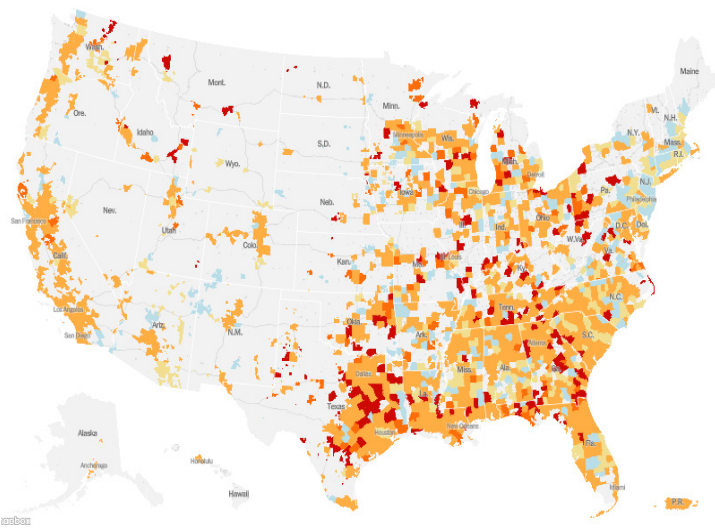 Maine
Wash.
Mont.
N.D.
Minn.
Vt.
N.H.
Ore.
Idaho
S.D.
Minneapolis
Wis.
N.Y.
Mass.
R.I.
Wyo.
Mich.
Detroit
Iowa
Chicago
Pa.
N.J.
Philadelphia
Nev.
Neb.
Ohio
San Francisco
Utah
Colo.
Ill.
Ind.
D.C.
Del.
W.Va.
Calif.
Kan.
St. Louis
Ky.
Va.
Los Angeles
Ariz.
N.M.
Okla.
Ark.
Tenn.
N.C.
San Diego
Atlanta
S.C.
Dallas
Miss.
Ala.
Texas
La.
Alaska
Houston
New Orleans
Fla.
Anchorage
Honolulu
Hawaii
Miami
P.R.